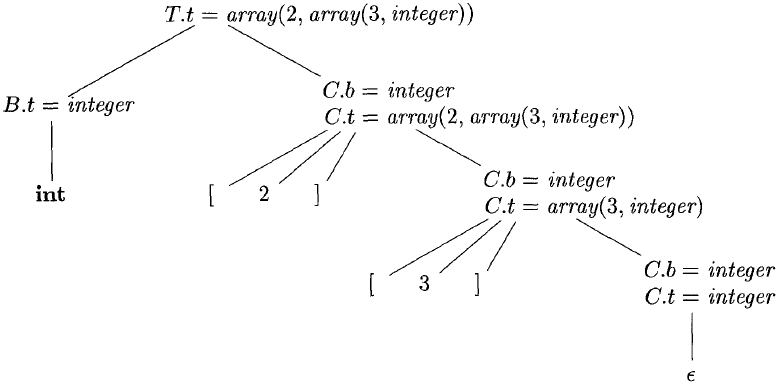 T.t = array(2, array(3, integer))
B.t = integer
C.b = integer
C.t = array(2, array(3, integer))
int
[ 2 ]
C.b = integer
C.t = array(3, integer)
[ 3 ]
C.b = integer
C.t = integer
ϵ